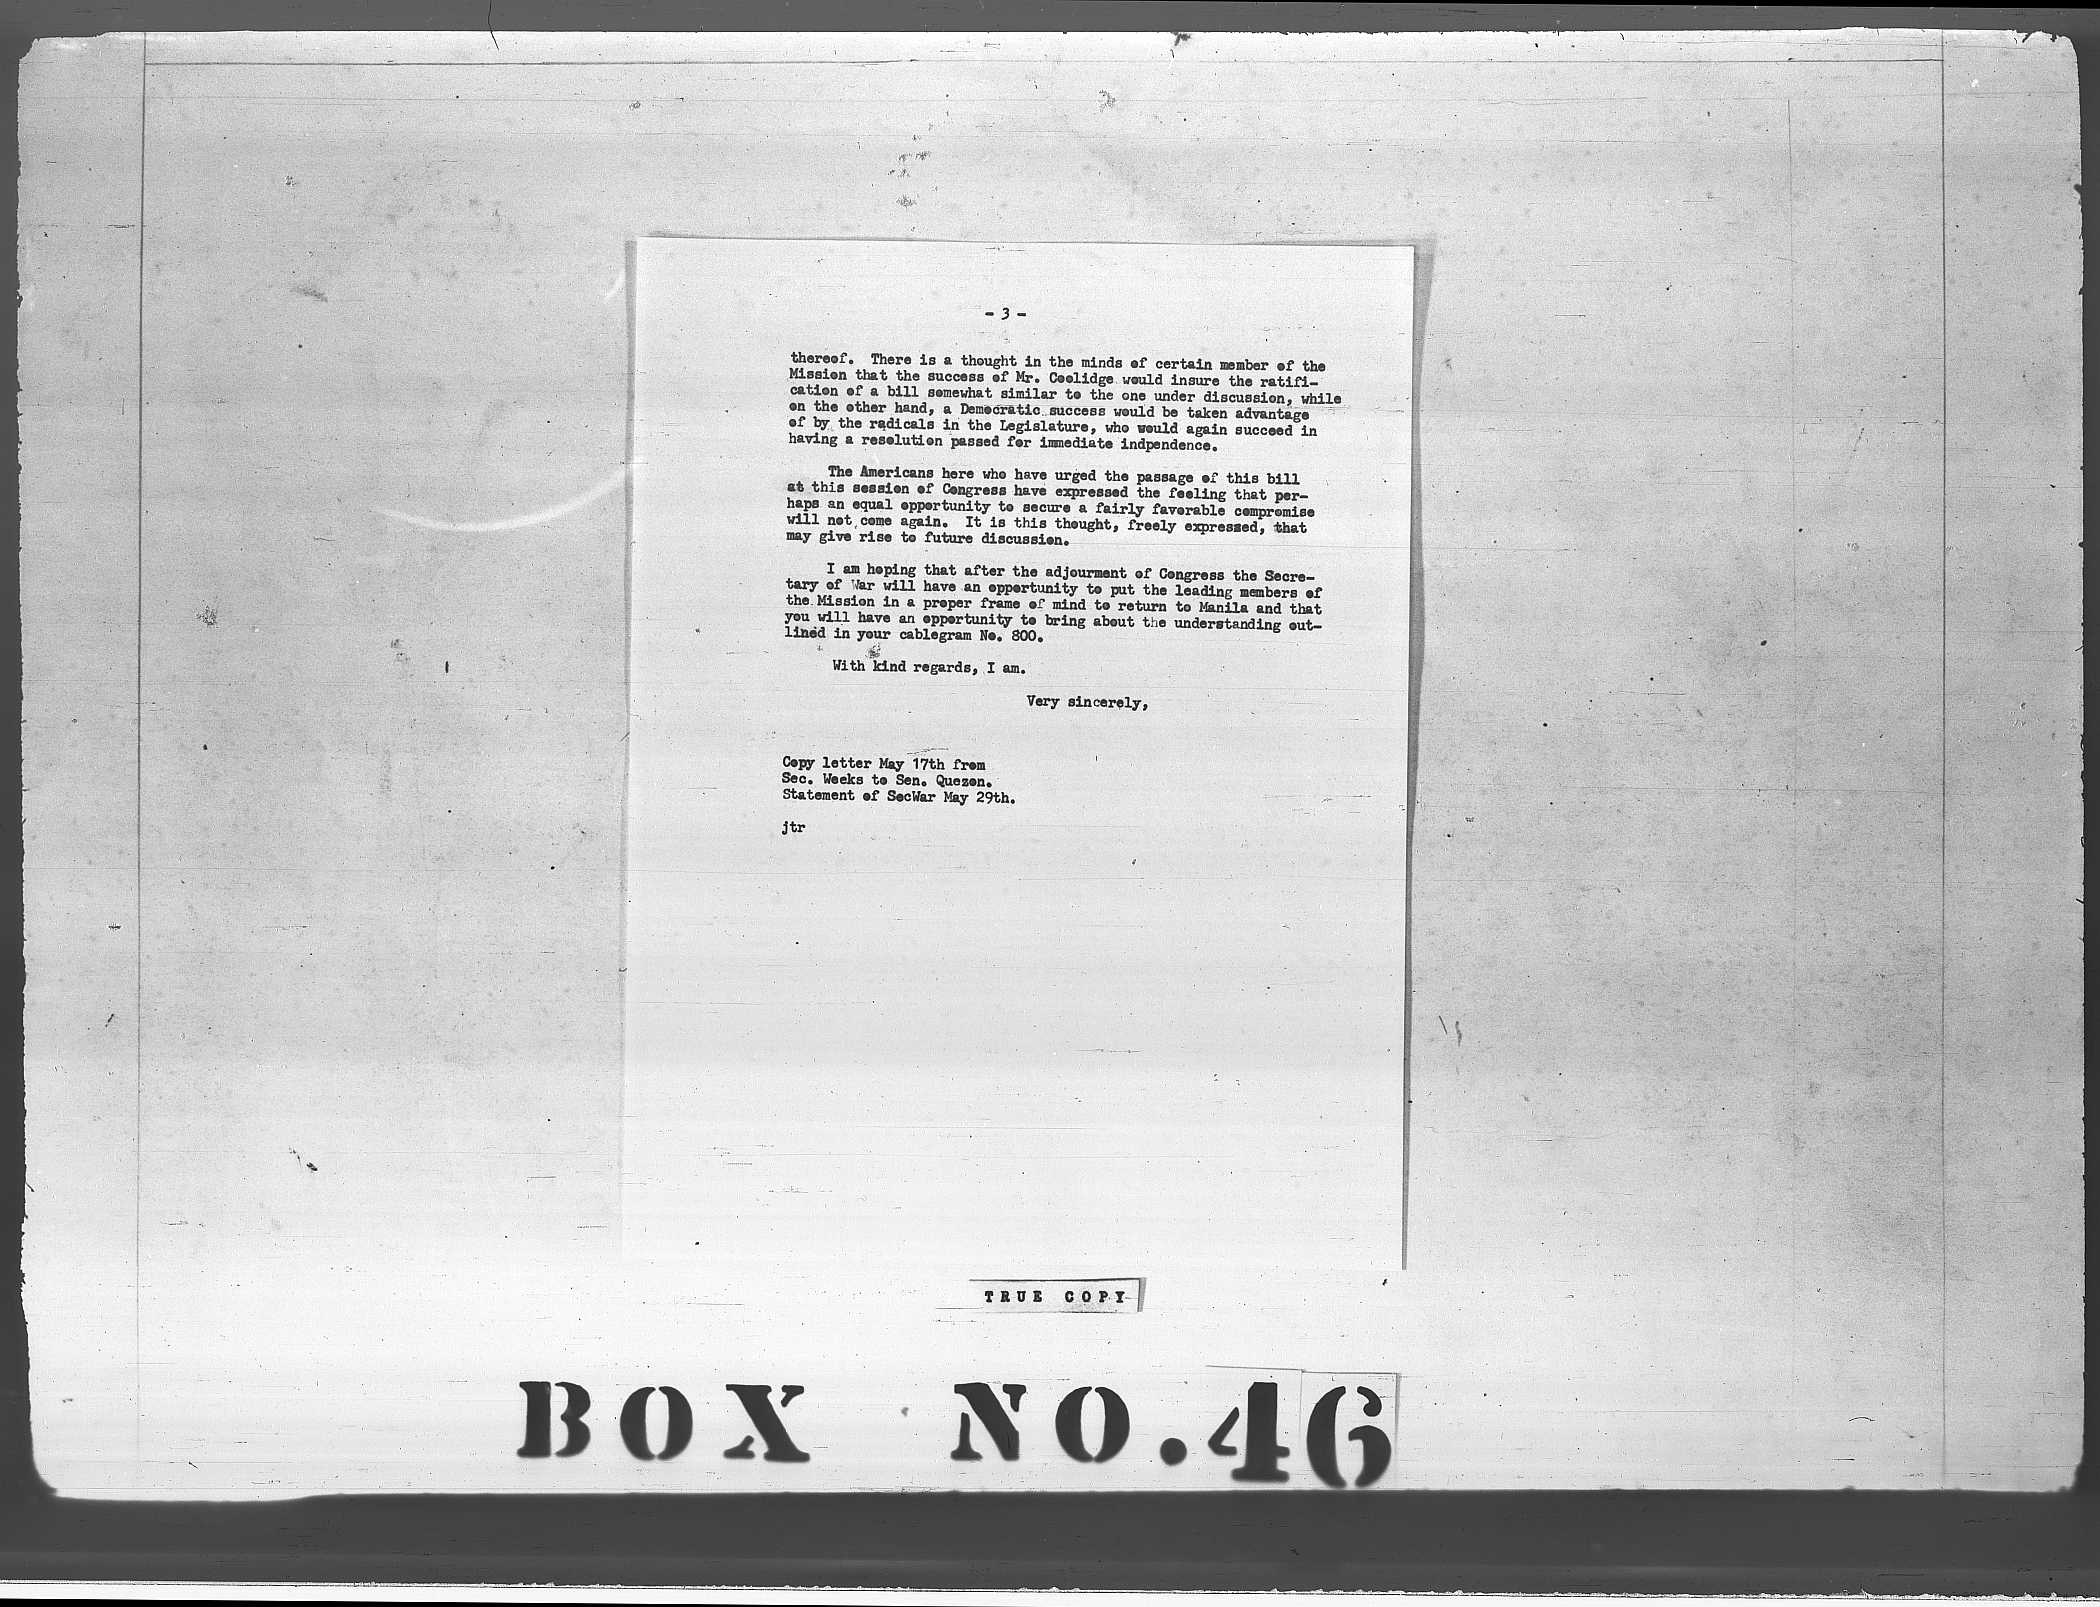 - 3 -
thereof. There is a thought in the minds of certain member of the
Mission that the success of Mr. Coolidge would insure the ratifi-
cation of a bill somewhat similar to the one under discussion, while
on the other hand, a Democratic success would be taken advantage
of by the radicals in the Legislature, who would again succeed in
having a resolution passed for immediate indpendence.
The Americans here who have urged the passage of this bill
at this session of Congress have expressed the feeling that per-
haps an equal opportunity to secure a fairly favorable compromise
will not come again. It is this thought, freely expressed, that
may give rise to future discussion.
I am hoping that after the adjourment of Congress the Secre-
tary of War will have an opportunity to put the leading members of
the Mission in a proper frame of mind to return to Manila and that
you will have an opportunity to bring about the understanding out-
lined in your cablegram No. 800.
With kind regards, I am.
Very sincerely,
Copy letter May 17th from
Sec. Weeks to Sen. Quezon.
Statement of SecWar May 29th.
jtr
TRUE COPY
BOX NO. 46